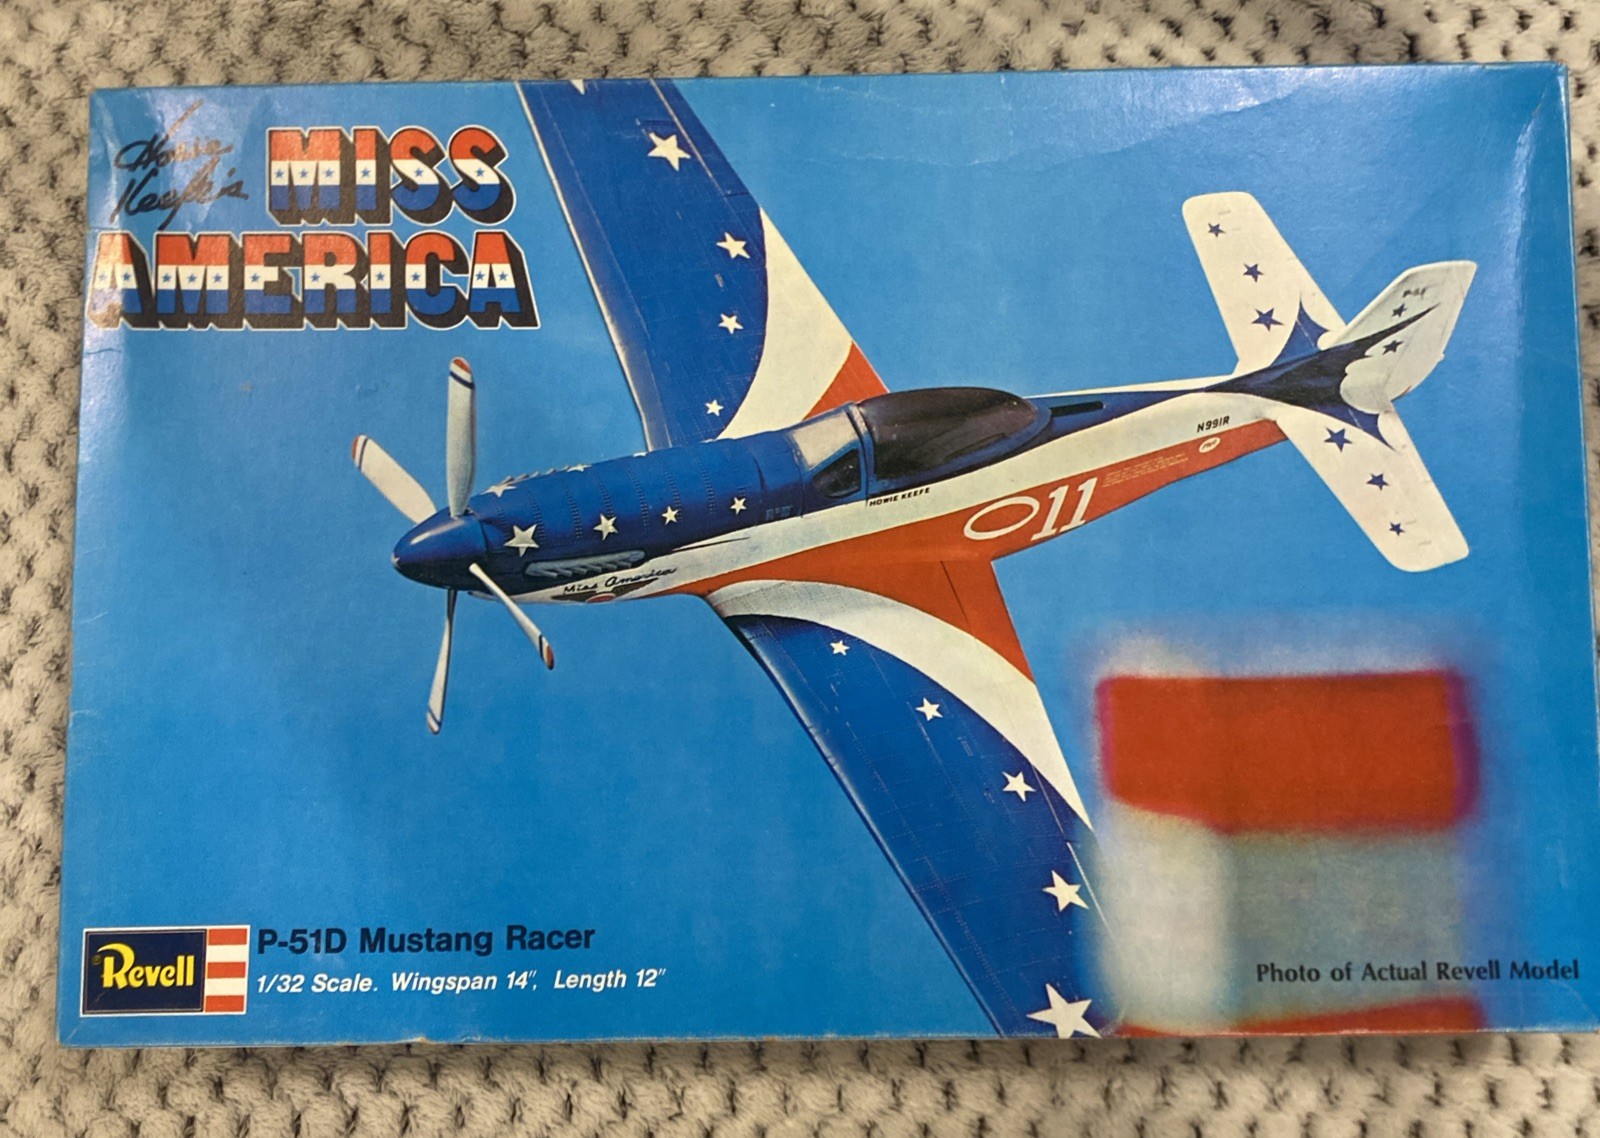 Howie
Keefe's
MISS
AMERICA
P-51
N991R
HOWIE KEEFE
011
Miss America
Revell
P-51D Mustang Racer
1/32 Scale. Wingspan 14", Length 12"
Photo of Actual Revell Model